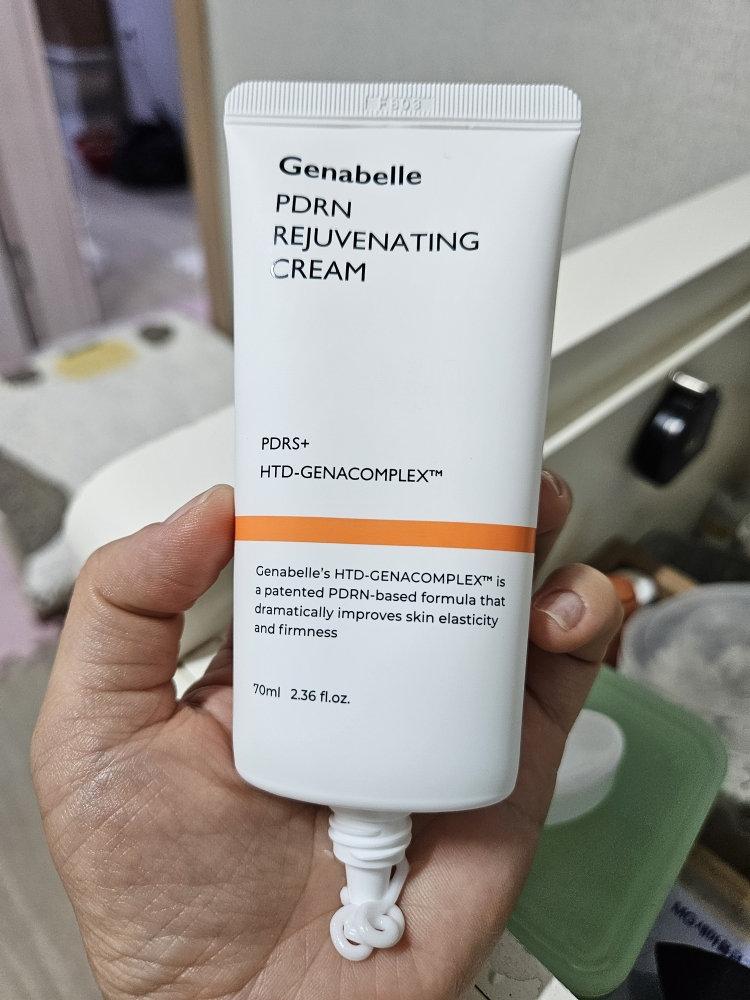 Genabelle
PDRN
REJUVENATING
CREAM
PDRS+
HTD-GENACOMPLEX™
Genabelle's HTD-GENACOMPLEX™ is
a patented PDRN-based formula that
dramatically improves skin elasticity
and firmness
70ml 2.36 fl.oz.